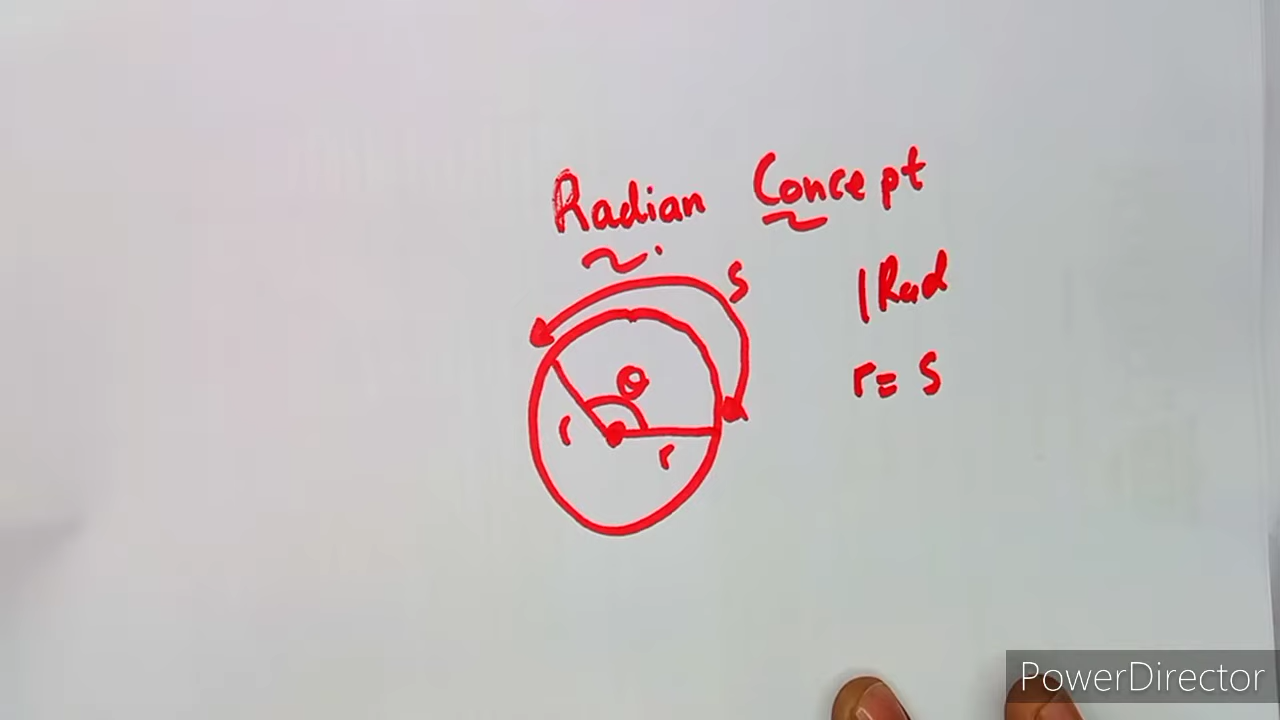 Radian Concept
S
1 Rad
r = S
θ
r
r
PowerDirector